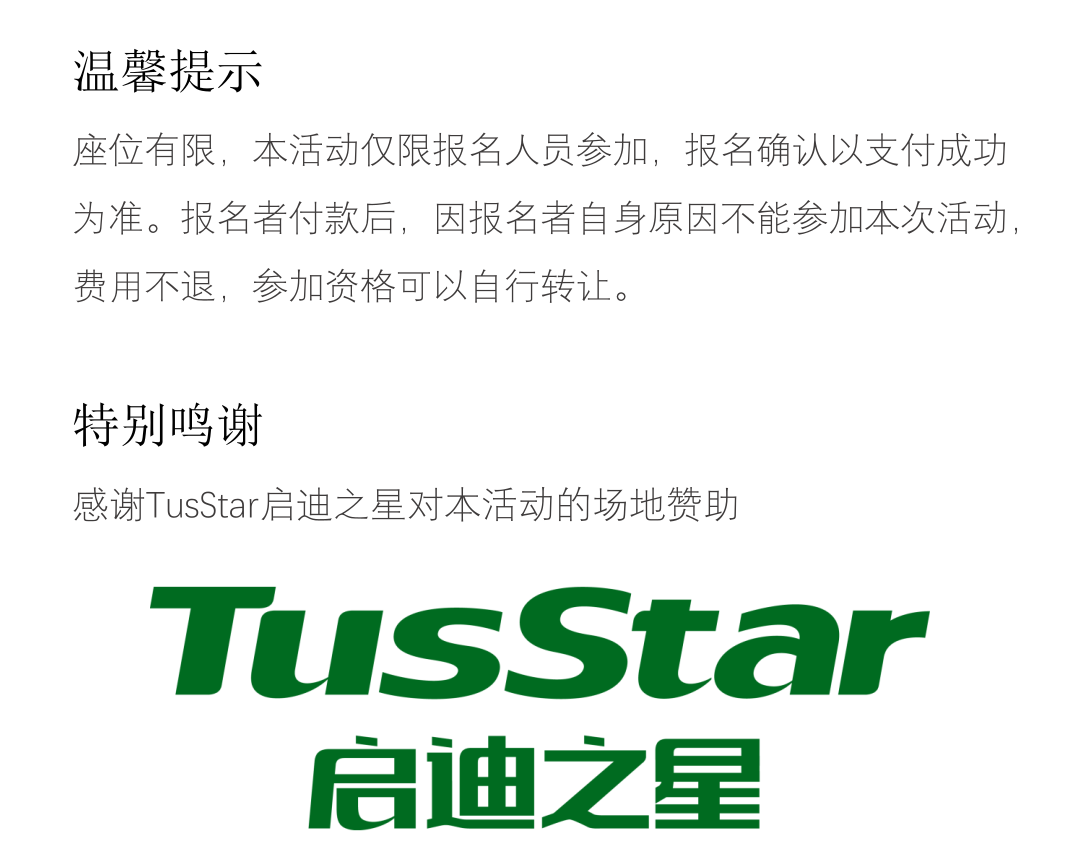 温馨提示
座位有限，本活动仅限报名人员参加，报名确认以支付成功
为准。报名者付款后，因报名者自身原因不能参加本次活动，
费用不退，参加资格可以自行转让。
特别鸣谢
感谢TusStar启迪之星对本活动的场地赞助
TusStar
启迪之星